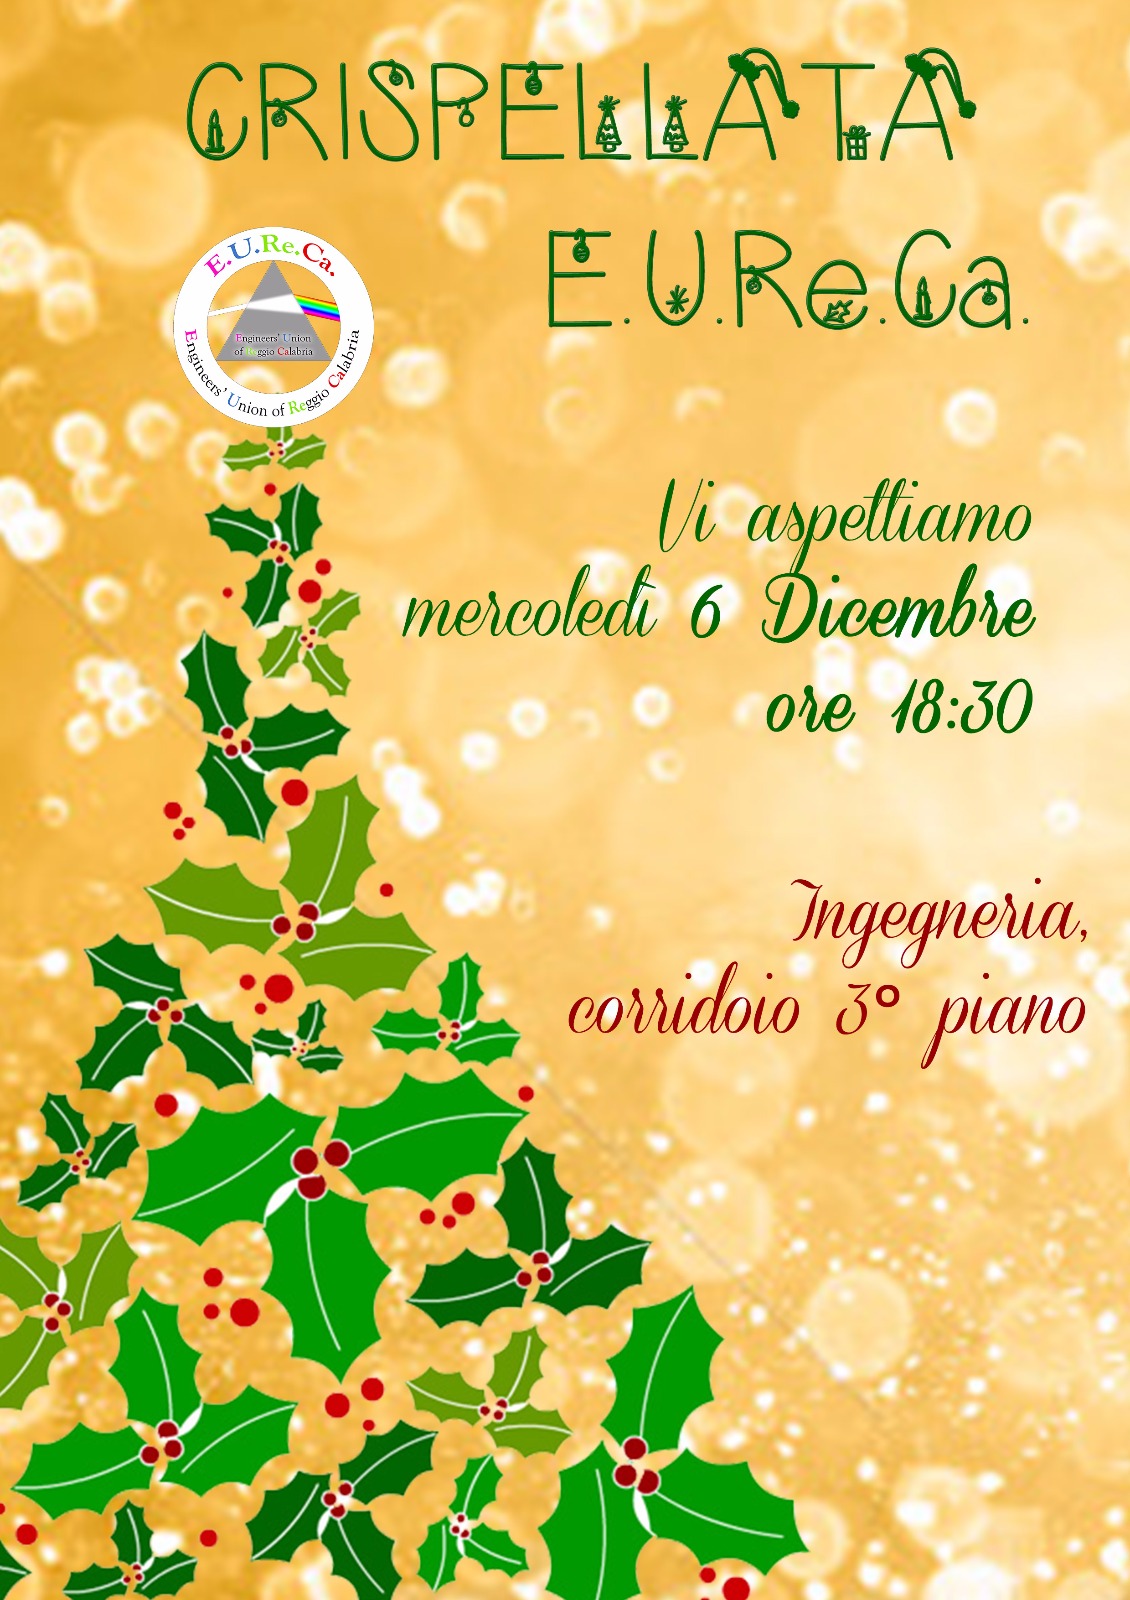 CRISPELLATA
E.U.Re.Ca.
E.U.Re.Ca.
Engineers' Union
of Reggio Calabria
Engineers' Union of Reggio Calabria
Vi aspettiamo
mercoledì 6 Dicembre
ore 18:30
Ingegneria,
corridoio 3° piano